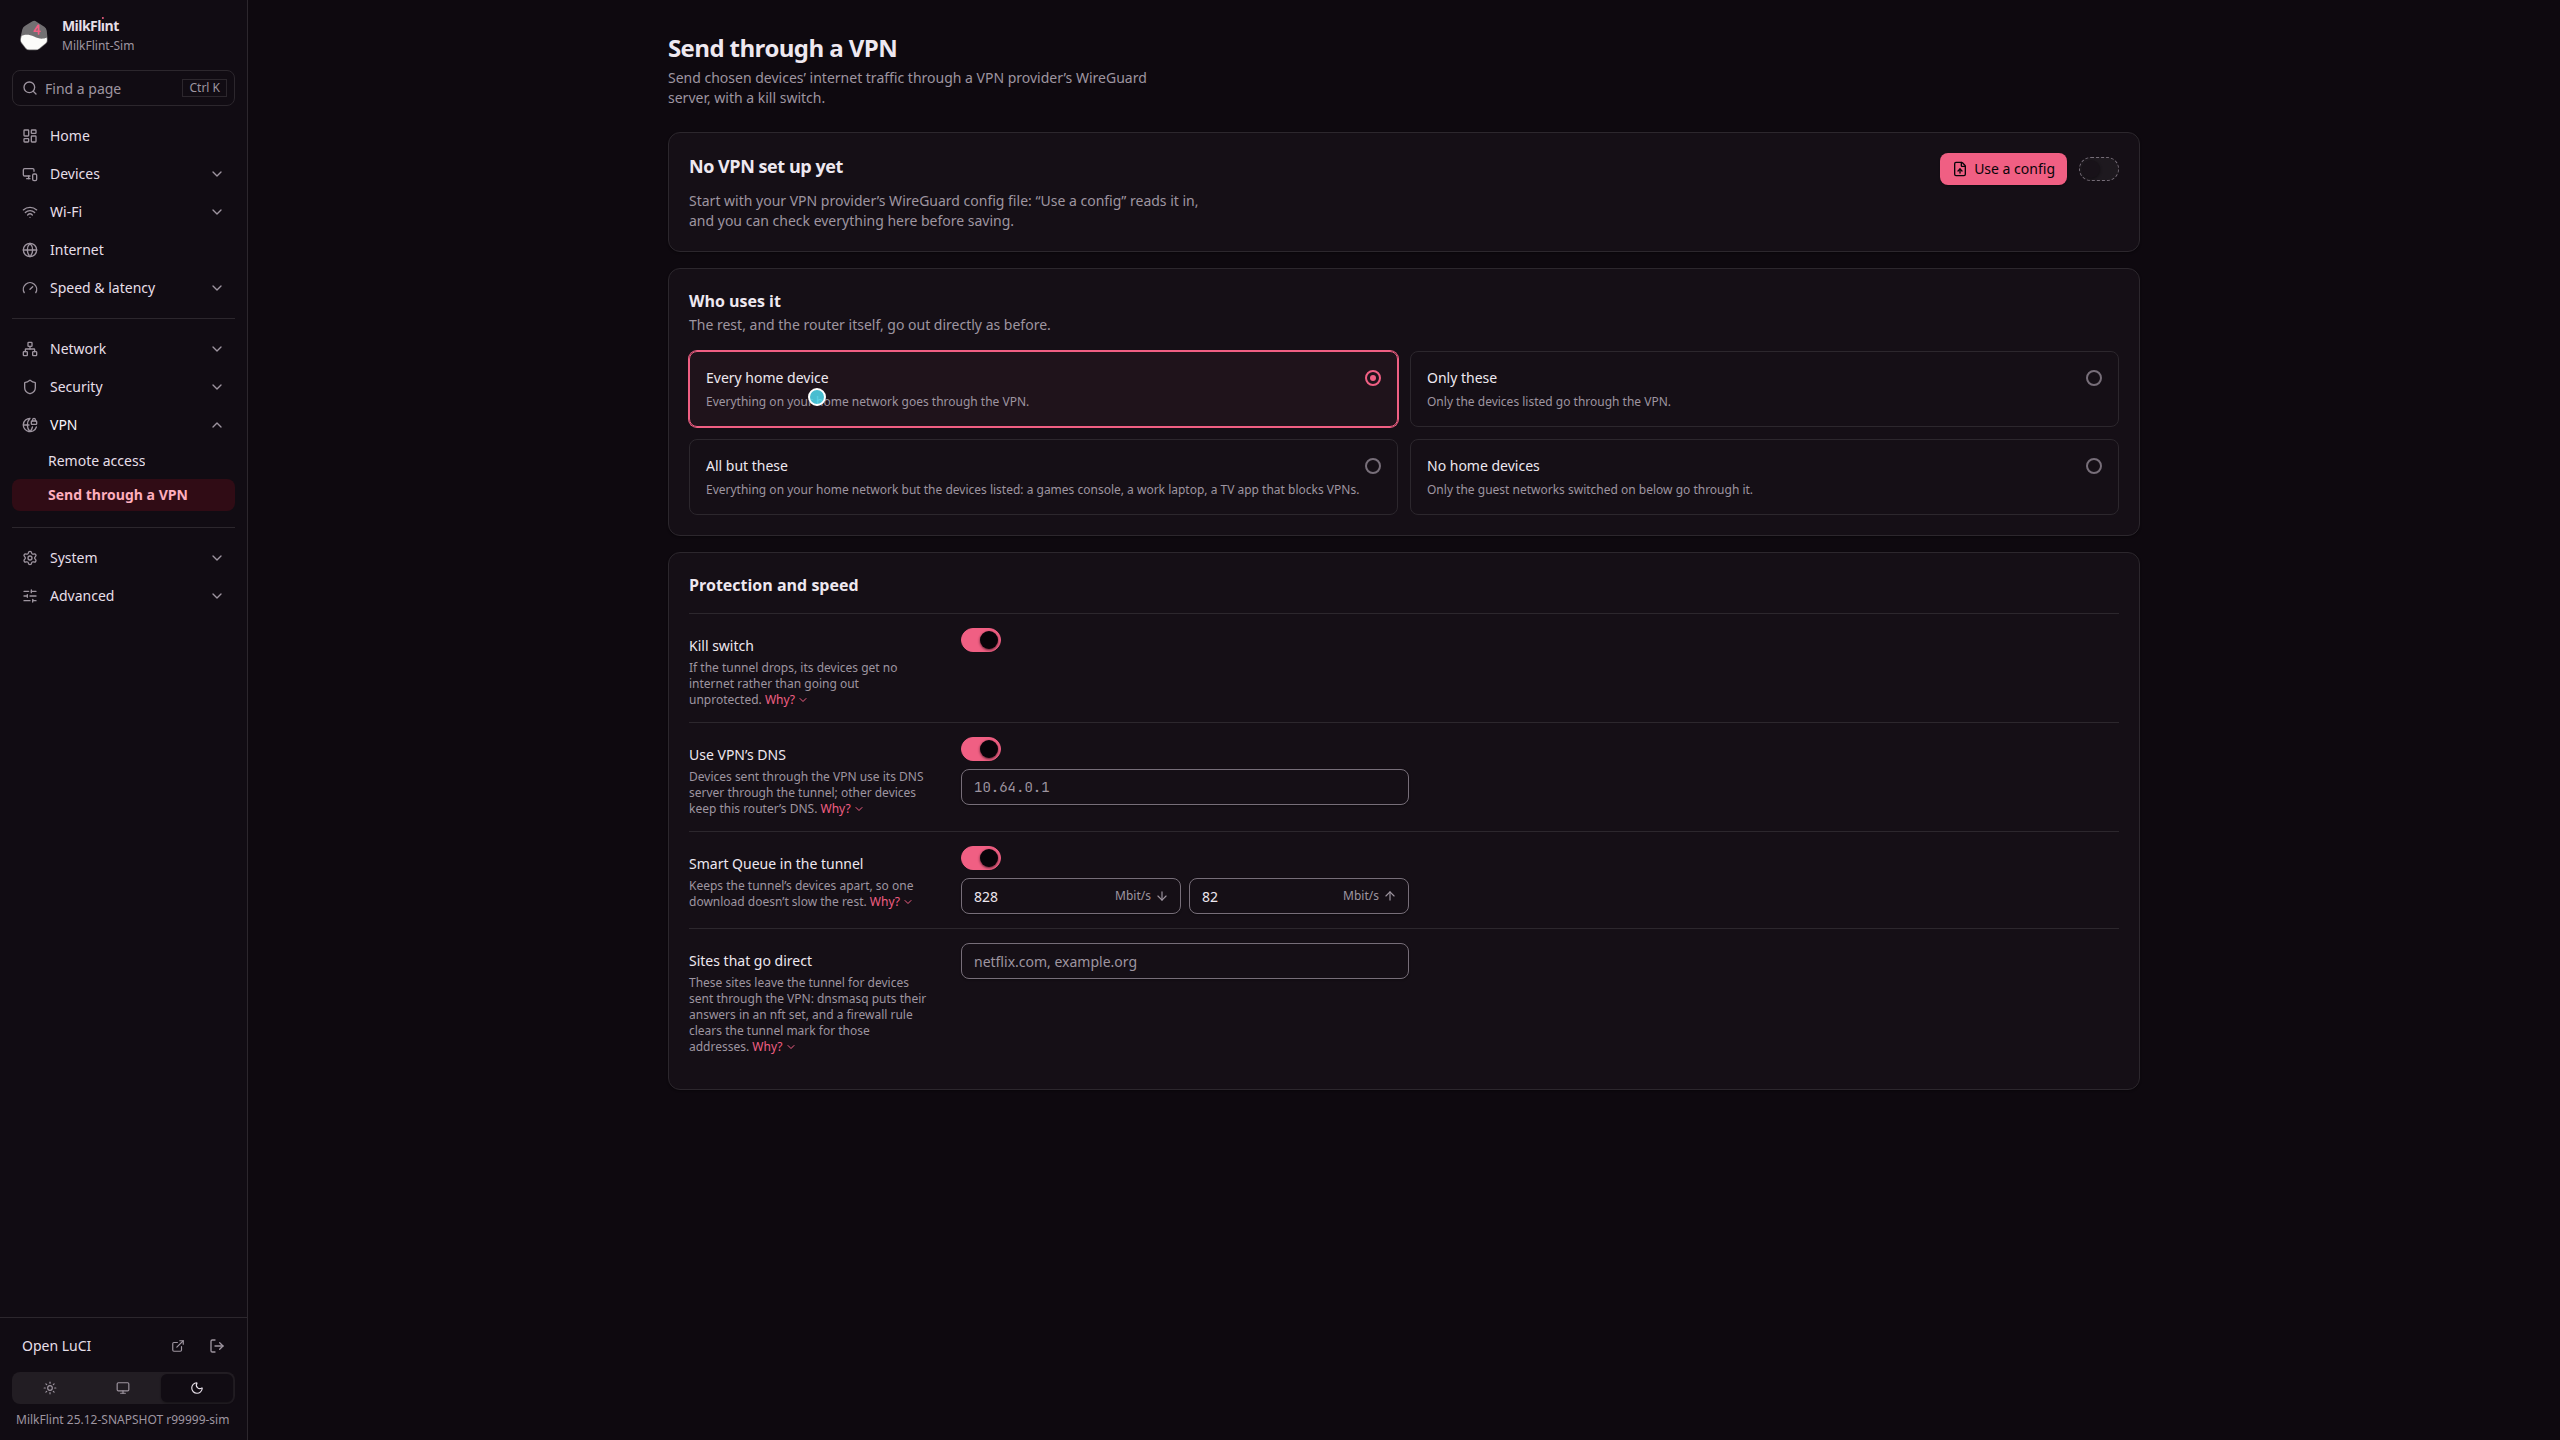 MilkFlint
MilkFlint-Sim
Find a page
Ctrl K
Home
Devices
Wi-Fi
Internet
Speed & latency
Network
Security
VPN
Remote access
Send through a VPN
System
Advanced
Open LuCI
MilkFlint 25.12-SNAPSHOT r99999-sim
Send through a VPN
Send chosen devices’ internet traffic through a VPN provider’s WireGuard
server, with a kill switch.
No VPN set up yet
Use a config
Start with your VPN provider’s WireGuard config file: “Use a config” reads it in,
and you can check everything here before saving.
Who uses it
The rest, and the router itself, go out directly as before.
Every home device
Everything on your home network goes through the VPN.
Only these
Only the devices listed go through the VPN.
All but these
Everything on your home network but the devices listed: a games console, a work laptop, a TV app that blocks VPNs.
No home devices
Only the guest networks switched on below go through it.
Protection and speed
Kill switch
If the tunnel drops, its devices get no
internet rather than going out
unprotected. Why?
Use VPN’s DNS
Devices sent through the VPN use its DNS
server through the tunnel; other devices
keep this router’s DNS. Why?
10.64.0.1
Smart Queue in the tunnel
Keeps the tunnel’s devices apart, so one
download doesn’t slow the rest. Why?
828 Mbit/s
82 Mbit/s
Sites that go direct
These sites leave the tunnel for devices
sent through the VPN: dnsmasq puts their
answers in an nft set, and a firewall rule
clears the tunnel mark for those
addresses. Why?
netflix.com, example.org